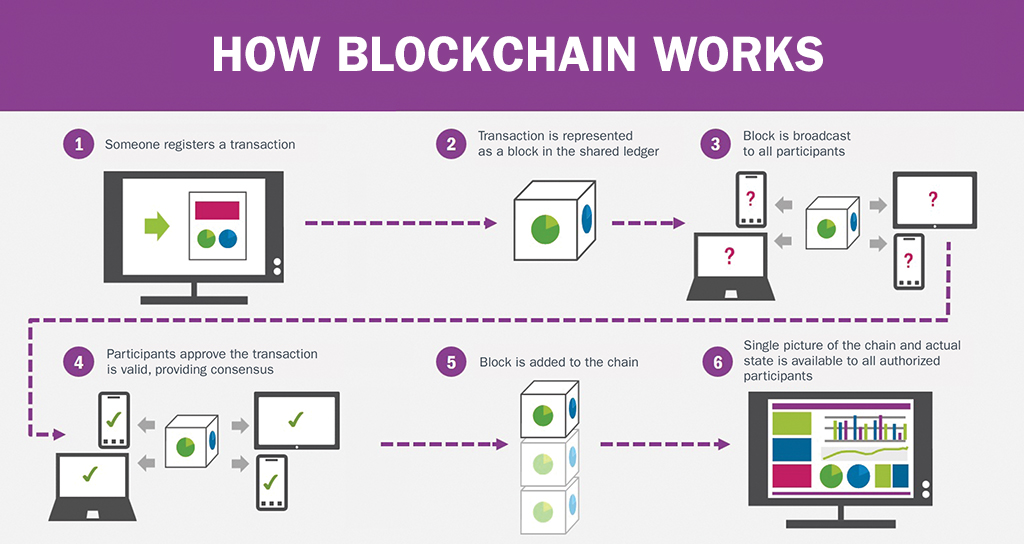 HOW BLOCKCHAIN WORKS
1
Someone registers a transaction
2
Transaction is represented
as a block in the shared ledger
3
Block is broadcast
to all participants
?
?
?
?
4
Participants approve the transaction
is valid, providing consensus
5
Block is added to the chain
6
Single picture of the chain and actual
state is available to all authorized
participants